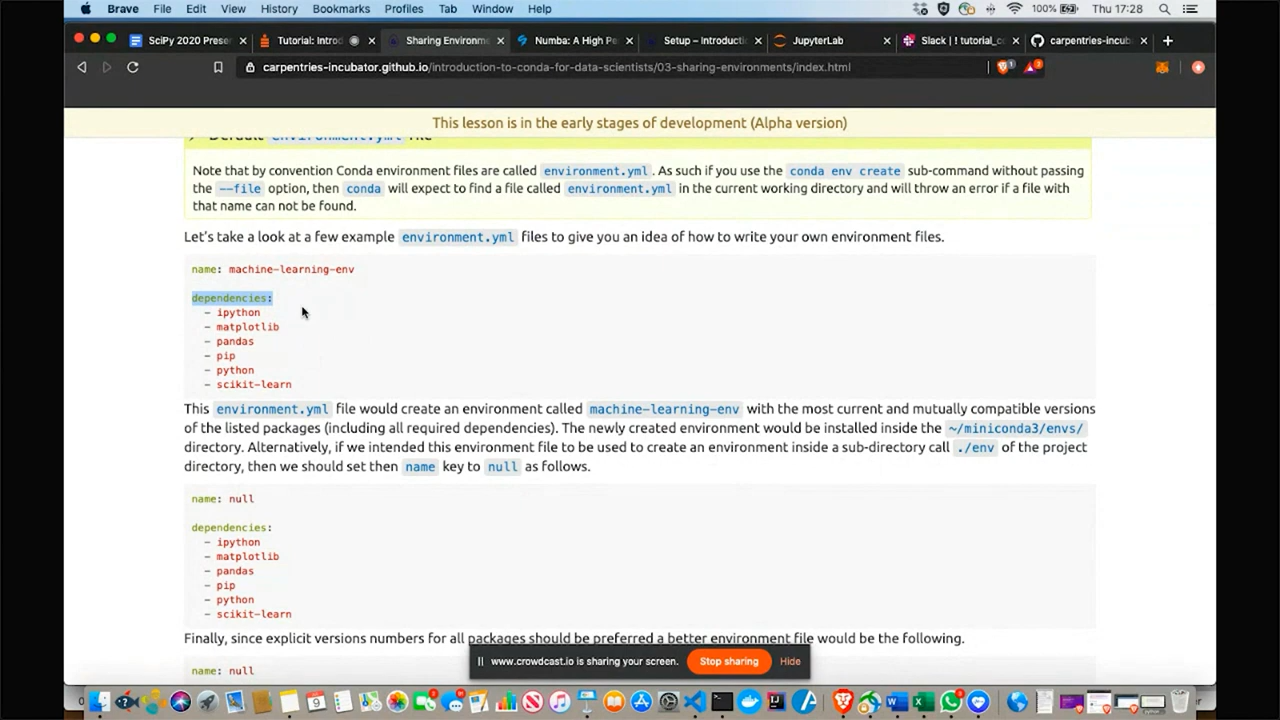 Brave File Edit View History Bookmarks Profiles Tab Window Help 100% Thu 17:28
SciPy 2020 Prese Tutorial: Introd Sharing Environme Numba: A High Pe Setup – Introductio JupyterLab Slack | ! tutorial_co carpentries-incub
carpentries-incubator.github.io/introduction-to-conda-for-data-scientists/03-sharing-environments/index.html
This lesson is in the early stages of development (Alpha version)
Default environment.yml file
Note that by convention Conda environment files are called environment.yml. As such if you use the conda env create sub-command without passing
the --file option, then conda will expect to find a file called environment.yml in the current working directory and will throw an error if a file with
that name can not be found.
Let's take a look at a few example environment.yml files to give you an idea of how to write your own environment files.
name: machine-learning-env
dependencies:
- ipython
- matplotlib
- pandas
- pip
- python
- scikit-learn
This environment.yml file would create an environment called machine-learning-env with the most current and mutually compatible versions
of the listed packages (including all required dependencies). The newly created environment would be installed inside the ~/miniconda3/envs/
directory. Alternatively, if we intended this environment file to be used to create an environment inside a sub-directory call ./env of the project
directory, then we should set then name key to null as follows.
name: null
dependencies:
- ipython
- matplotlib
- pandas
- pip
- python
- scikit-learn
Finally, since explicit versions numbers for all packages should be preferred a better environment file would be the following.
www.crowdcast.io is sharing your screen. Stop sharing Hide
name: null